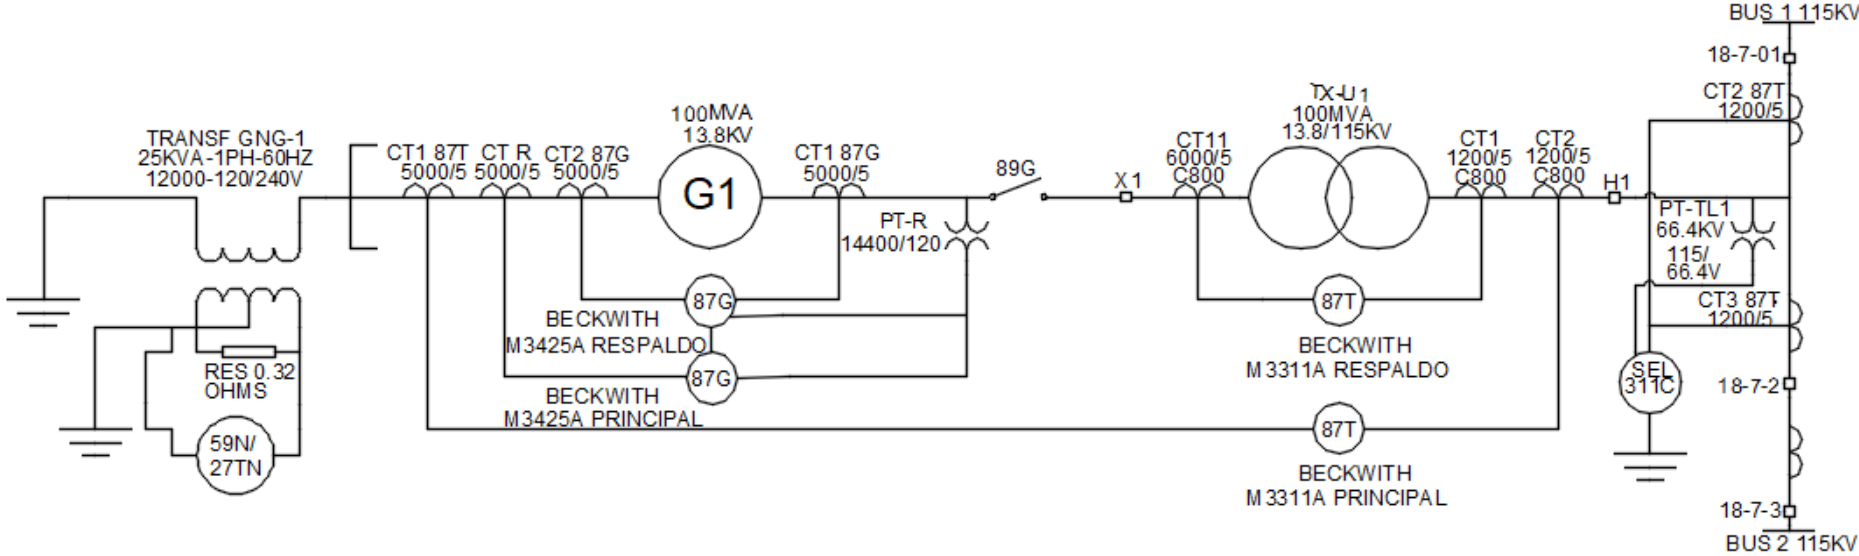 BUS 1 115KV
18-7-01
CT2 87T
1200/5
TRANSF GNG-1
25KVA-1PH-60HZ
12000-120/240V
CT1 87T
5000/5
CT R
5000/5
CT2 87G
5000/5
100MVA
13.8KV
G1
CT1 87G
5000/5
89G
X1
CT11
6000/5
C800
TX-U1
100MVA
13.8/115KV
CT1
1200/5
C800
CT2
1200/5
C800
H1
PT-R
14400/120
PT-TL1
66.4KV
115/
66.4V
87G
BECKWITH
M3425A RESPALDO
87T
BECKWITH
M3311A RESPALDO
CT3 87T
1200/5
RES 0.32
OHMS
87G
BECKWITH
M3425A PRINCIPAL
SEL
311C
18-7-2
59N/
27TN
87T
BECKWITH
M3311A PRINCIPAL
18-7-3
BUS 2 115KV